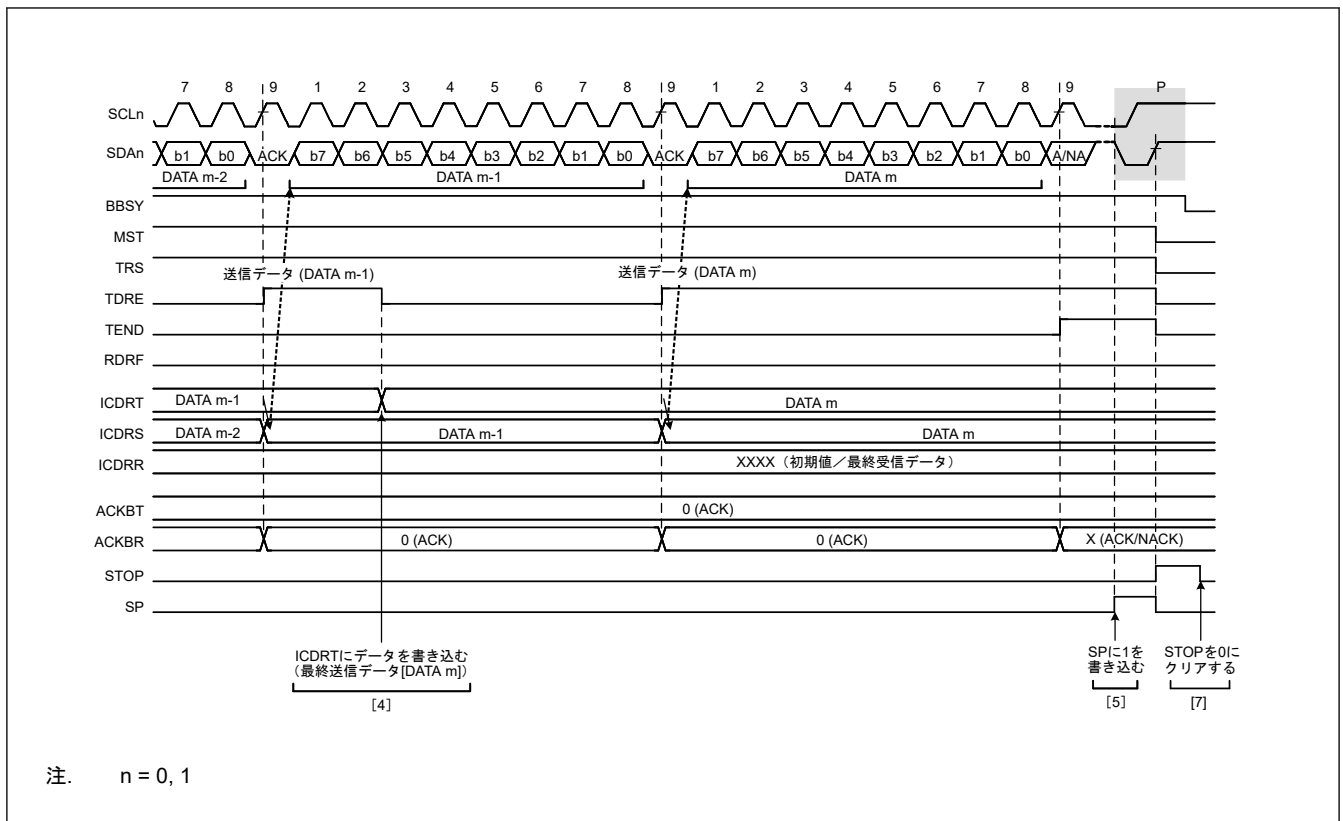 7 8 9 1 2 3 4 5 6 7 8 9 1 2 3 4 5 6 7 8 9 P
SCLn
SDAn b1 b0 ACK b7 b6 b5 b4 b3 b2 b1 b0 ACK b7 b6 b5 b4 b3 b2 b1 b0 A/NA
DATA m-2 DATA m-1 DATA m
BBSY
MST
TRS
送信データ (DATA m-1) 送信データ (DATA m)
TDRE
TEND
RDRF
ICDRT DATA m-1 DATA m
ICDRS DATA m-2 DATA m-1 DATA m
ICDRR XXXX（初期値／最終受信データ）
ACKBT 0 (ACK)
ACKBR 0 (ACK) 0 (ACK) X (ACK/NACK)
STOP
SP
ICDRTにデータを書き込む
（最終送信データ[DATA m]）
[4]
SPに1を
書き込む
[5]
STOPを0に
クリアする
[7]
注. n = 0, 1